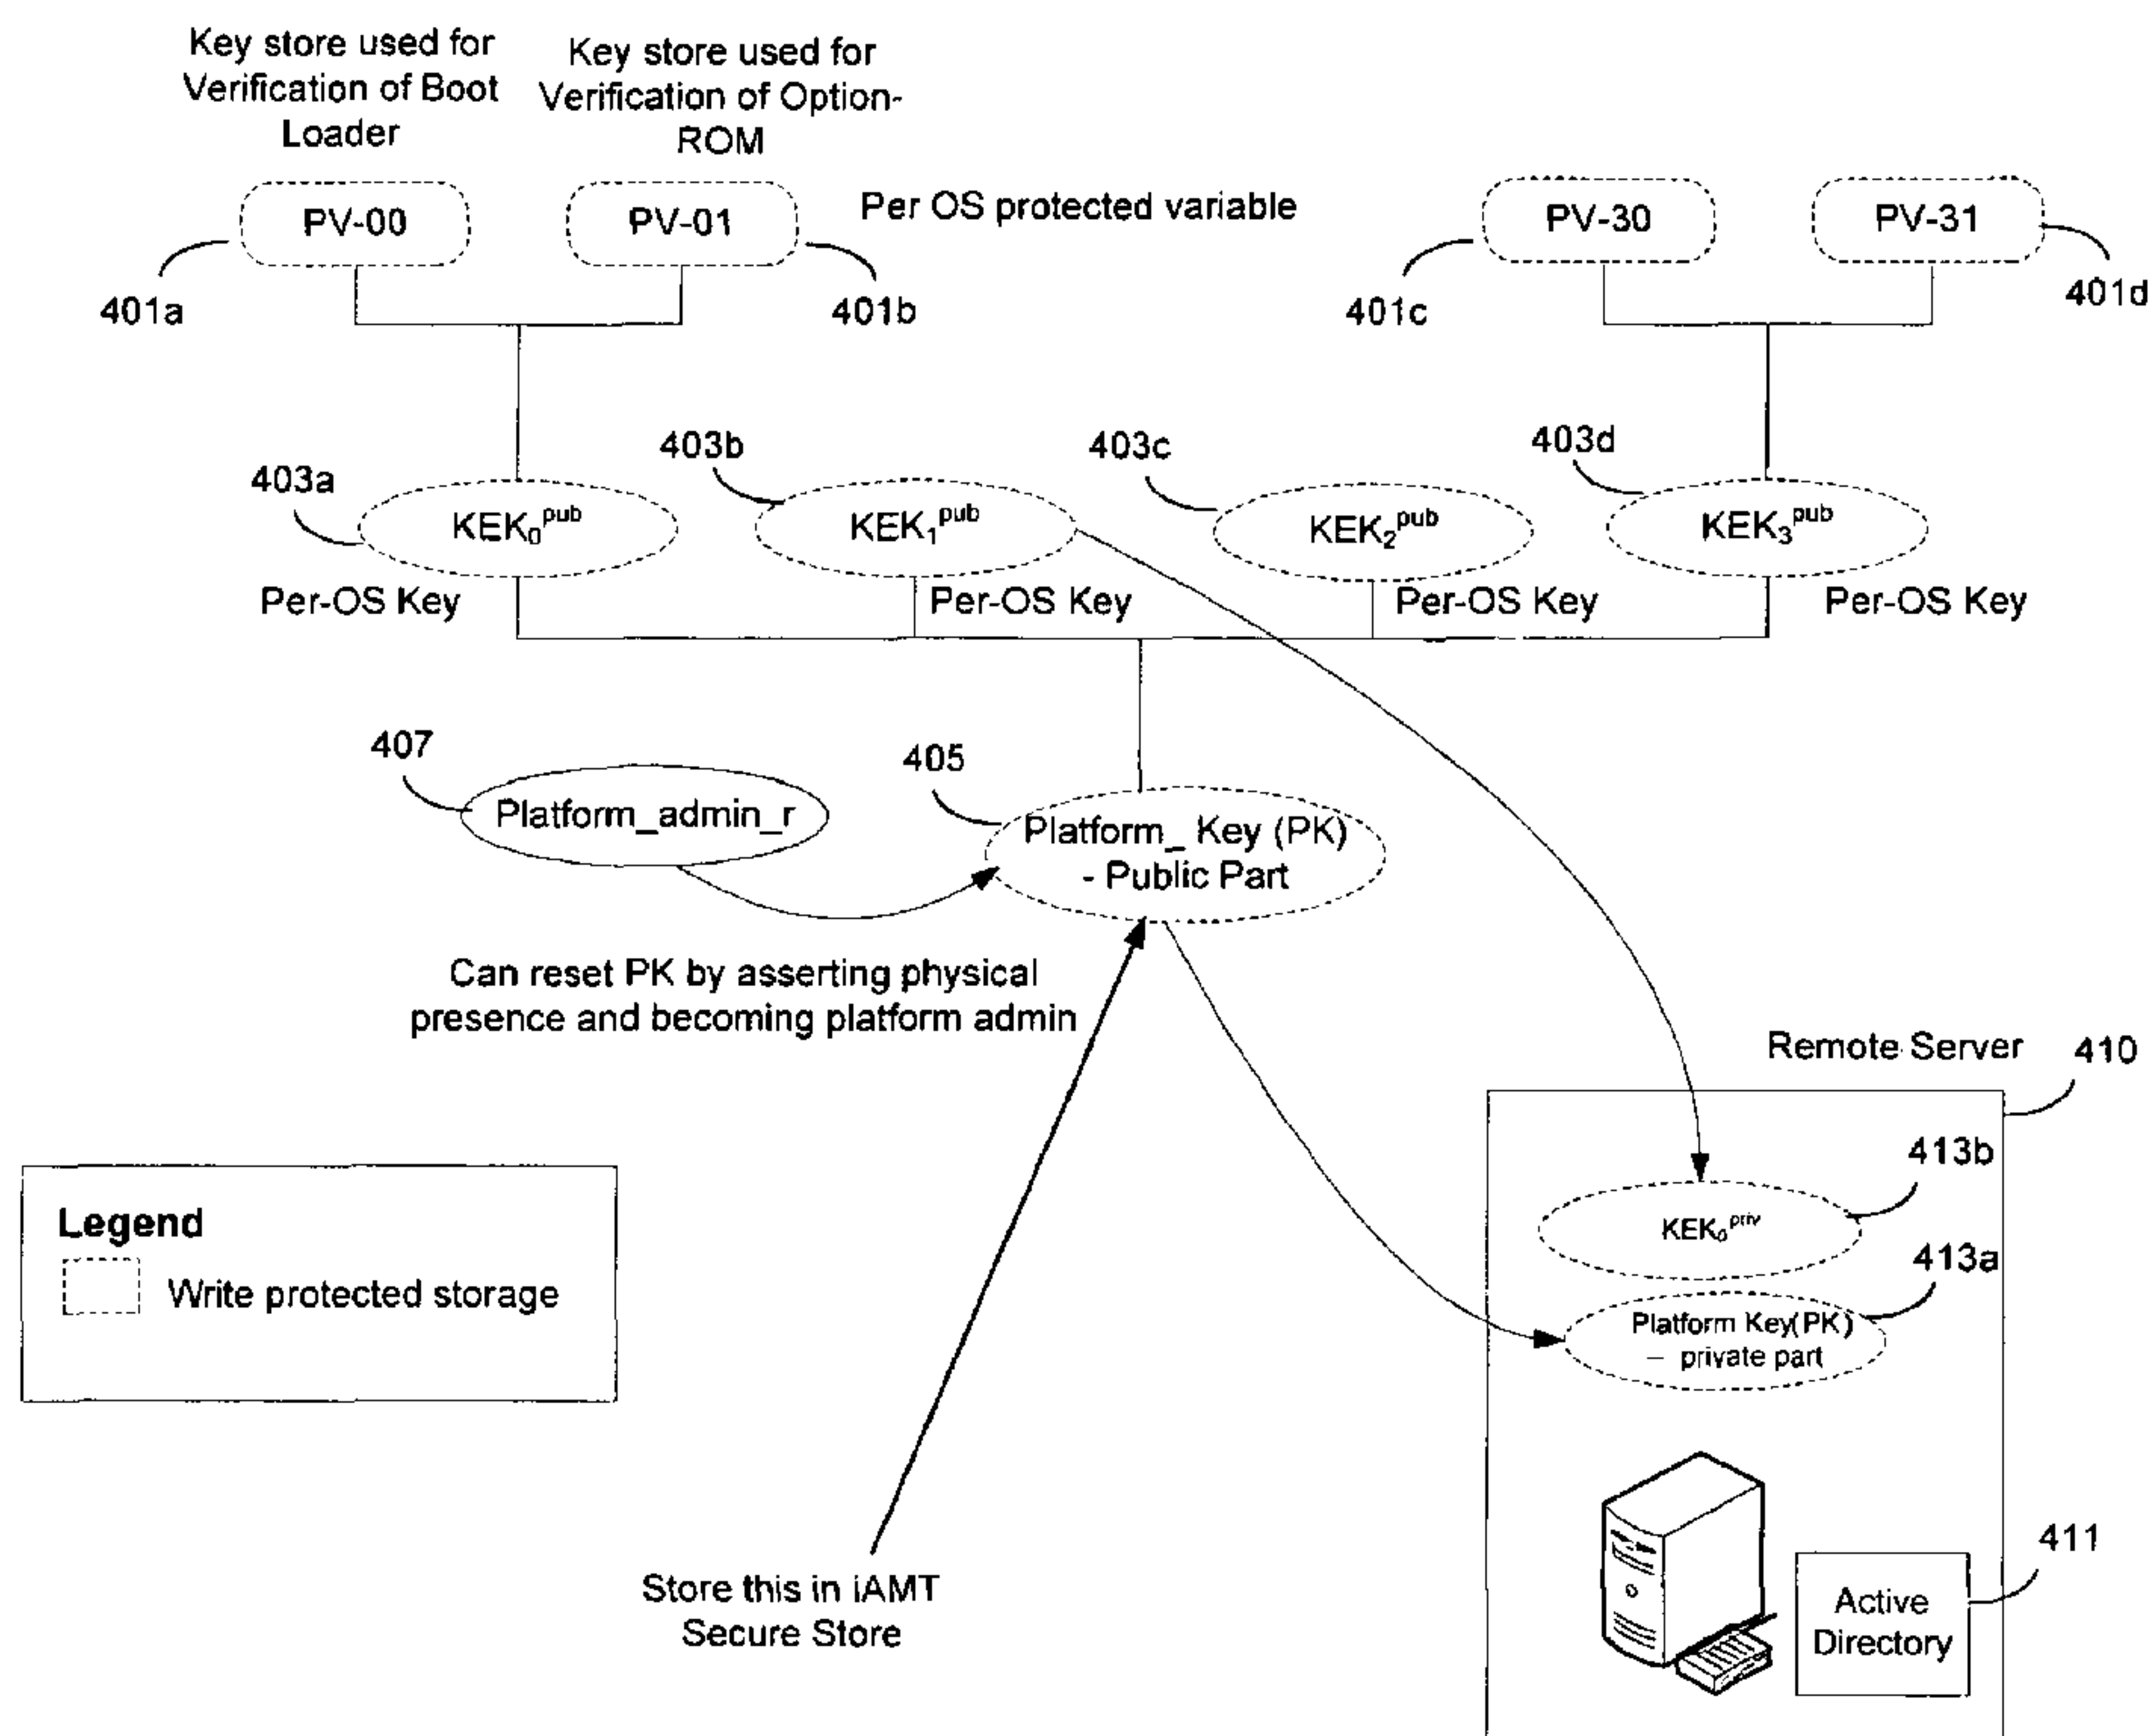 Key store used for
Verification of Boot
Loader
Key store used for
Verification of Option-
ROM
PV-00
PV-01
Per OS protected variable
PV-30
PV-31
401a
401b
401c
401d
403a
403b
403c
403d
KEK₀ᵖᵘᵇ
KEK₁ᵖᵘᵇ
KEK₂ᵖᵘᵇ
KEK₃ᵖᵘᵇ
Per-OS Key
Per-OS Key
Per-OS Key
Per-OS Key
407
405
Platform_admin_r
Platform_ Key (PK)
- Public Part
Can reset PK by asserting physical
presence and becoming platform admin
Remote Server
410
413b
KEK₀ᵖʳⁱᵛ
413a
Platform Key(PK)
– private part
Legend
Write protected storage
Store this in iAMT
Secure Store
411
Active
Directory